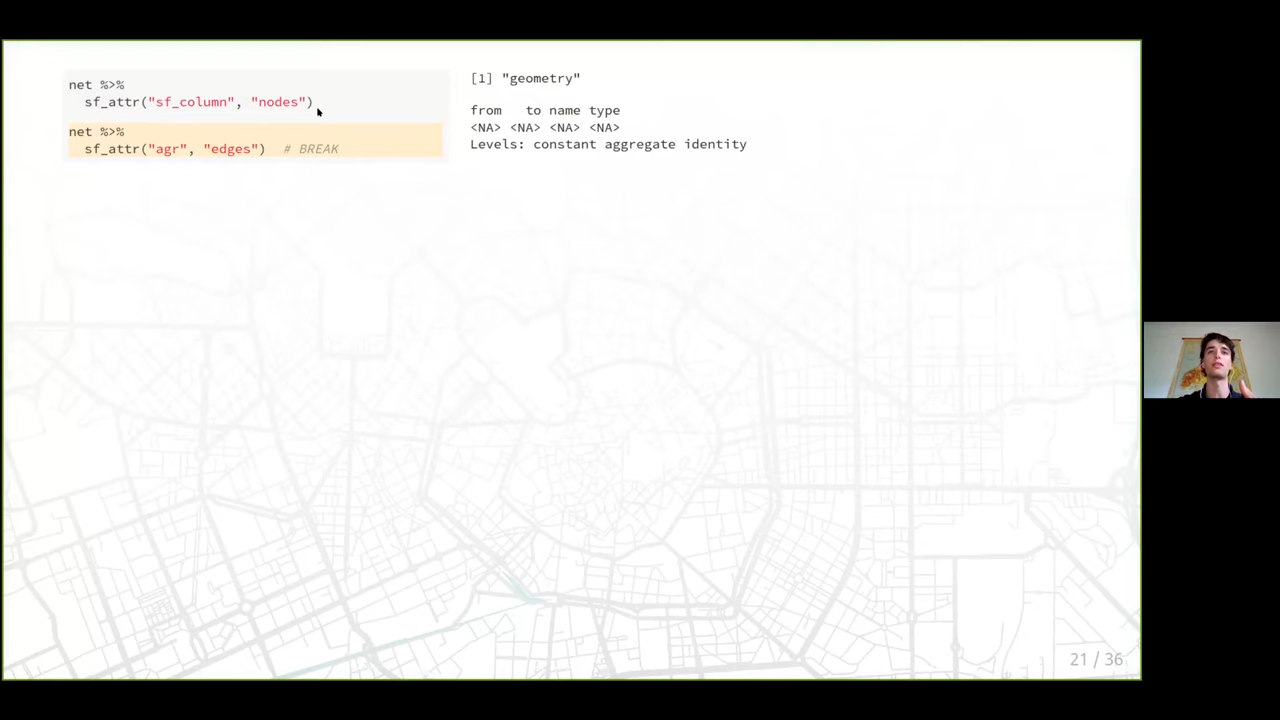 net %>%
  sf_attr("sf_column", "nodes")
net %>%
  sf_attr("agr", "edges")  # BREAK
[1] "geometry"
from   to name type
<NA> <NA> <NA> <NA>
Levels: constant aggregate identity
21 / 36